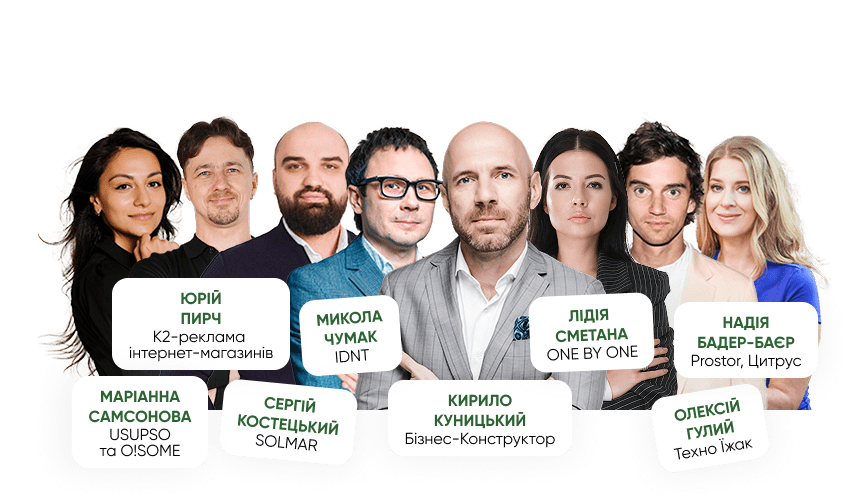 ЮРІЙ
ПИРЧ
К2-реклама
інтернет-магазинів
МИКОЛА
ЧУМАК
IDNT
ЛІДІЯ
СМЕТАНА
ONE BY ONE
НАДІЯ
БАДЕР-БАЄР
Prostor, Цитрус
МАРІАННА
САМСОНОВА
USUPSO
та O!SOME
СЕРГІЙ
КОСТЕЦЬКИЙ
SOLMAR
КИРИЛО
КУНИЦЬКИЙ
Бізнес-Конструктор
ОЛЕКСІЙ
ГУЛИЙ
Техно Їжак